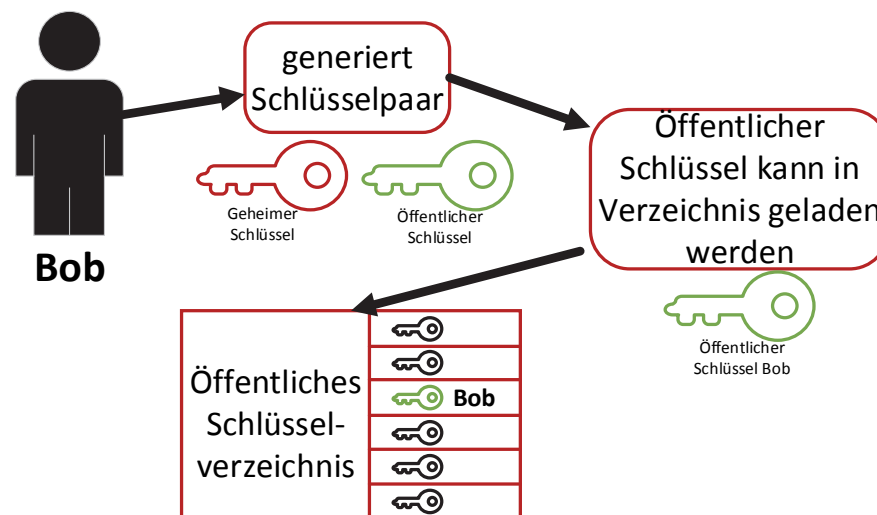 generiert
Schlüsselpaar
Öffentlicher
Schlüssel kann in
Verzeichnis geladen
werden
Geheimer
Schlüssel
Öffentlicher
Schlüssel
Bob
Öffentlicher
Schlüssel Bob
Öffentliches
Schlüssel-
verzeichnis
Bob